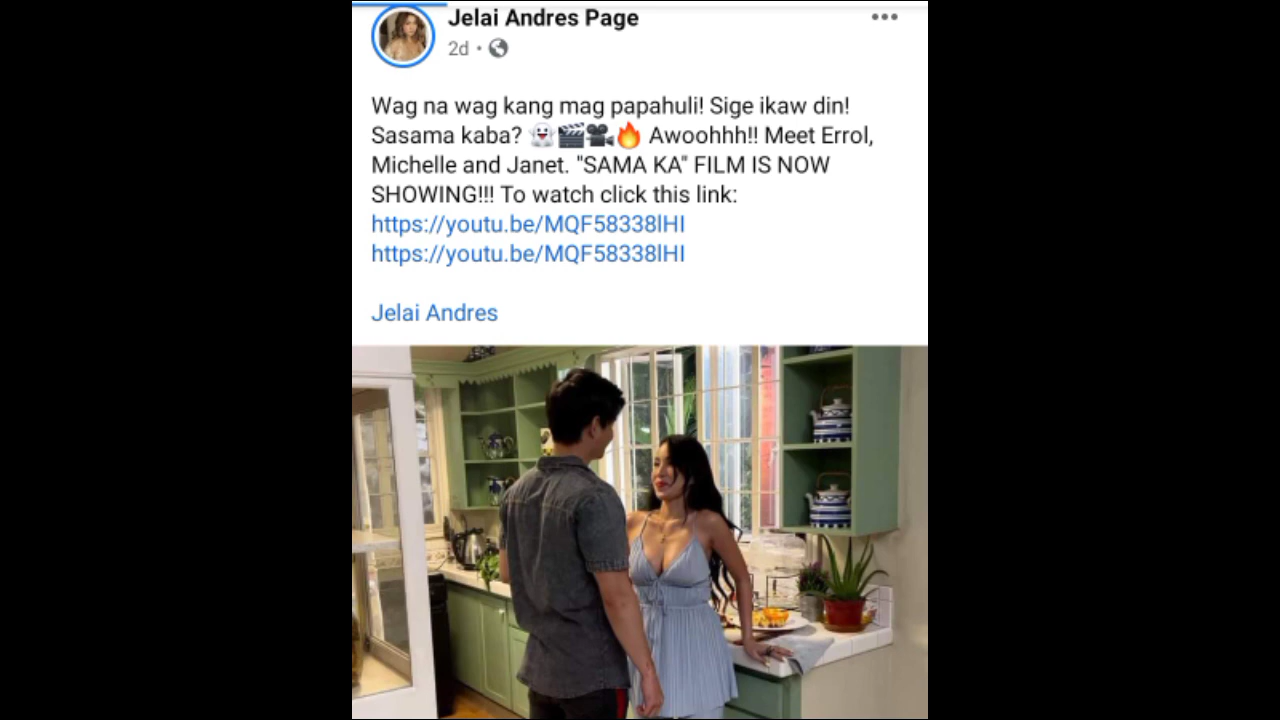 Jelai Andres Page
2d •
Wag na wag kang mag papahuli! Sige ikaw din!
Sasama kaba? 👻🎬🎥🔥 Awoohhh!! Meet Errol,
Michelle and Janet. "SAMA KA" FILM IS NOW
SHOWING!!! To watch click this link:
https://youtu.be/MQF58338lHI
https://youtu.be/MQF58338lHI
Jelai Andres